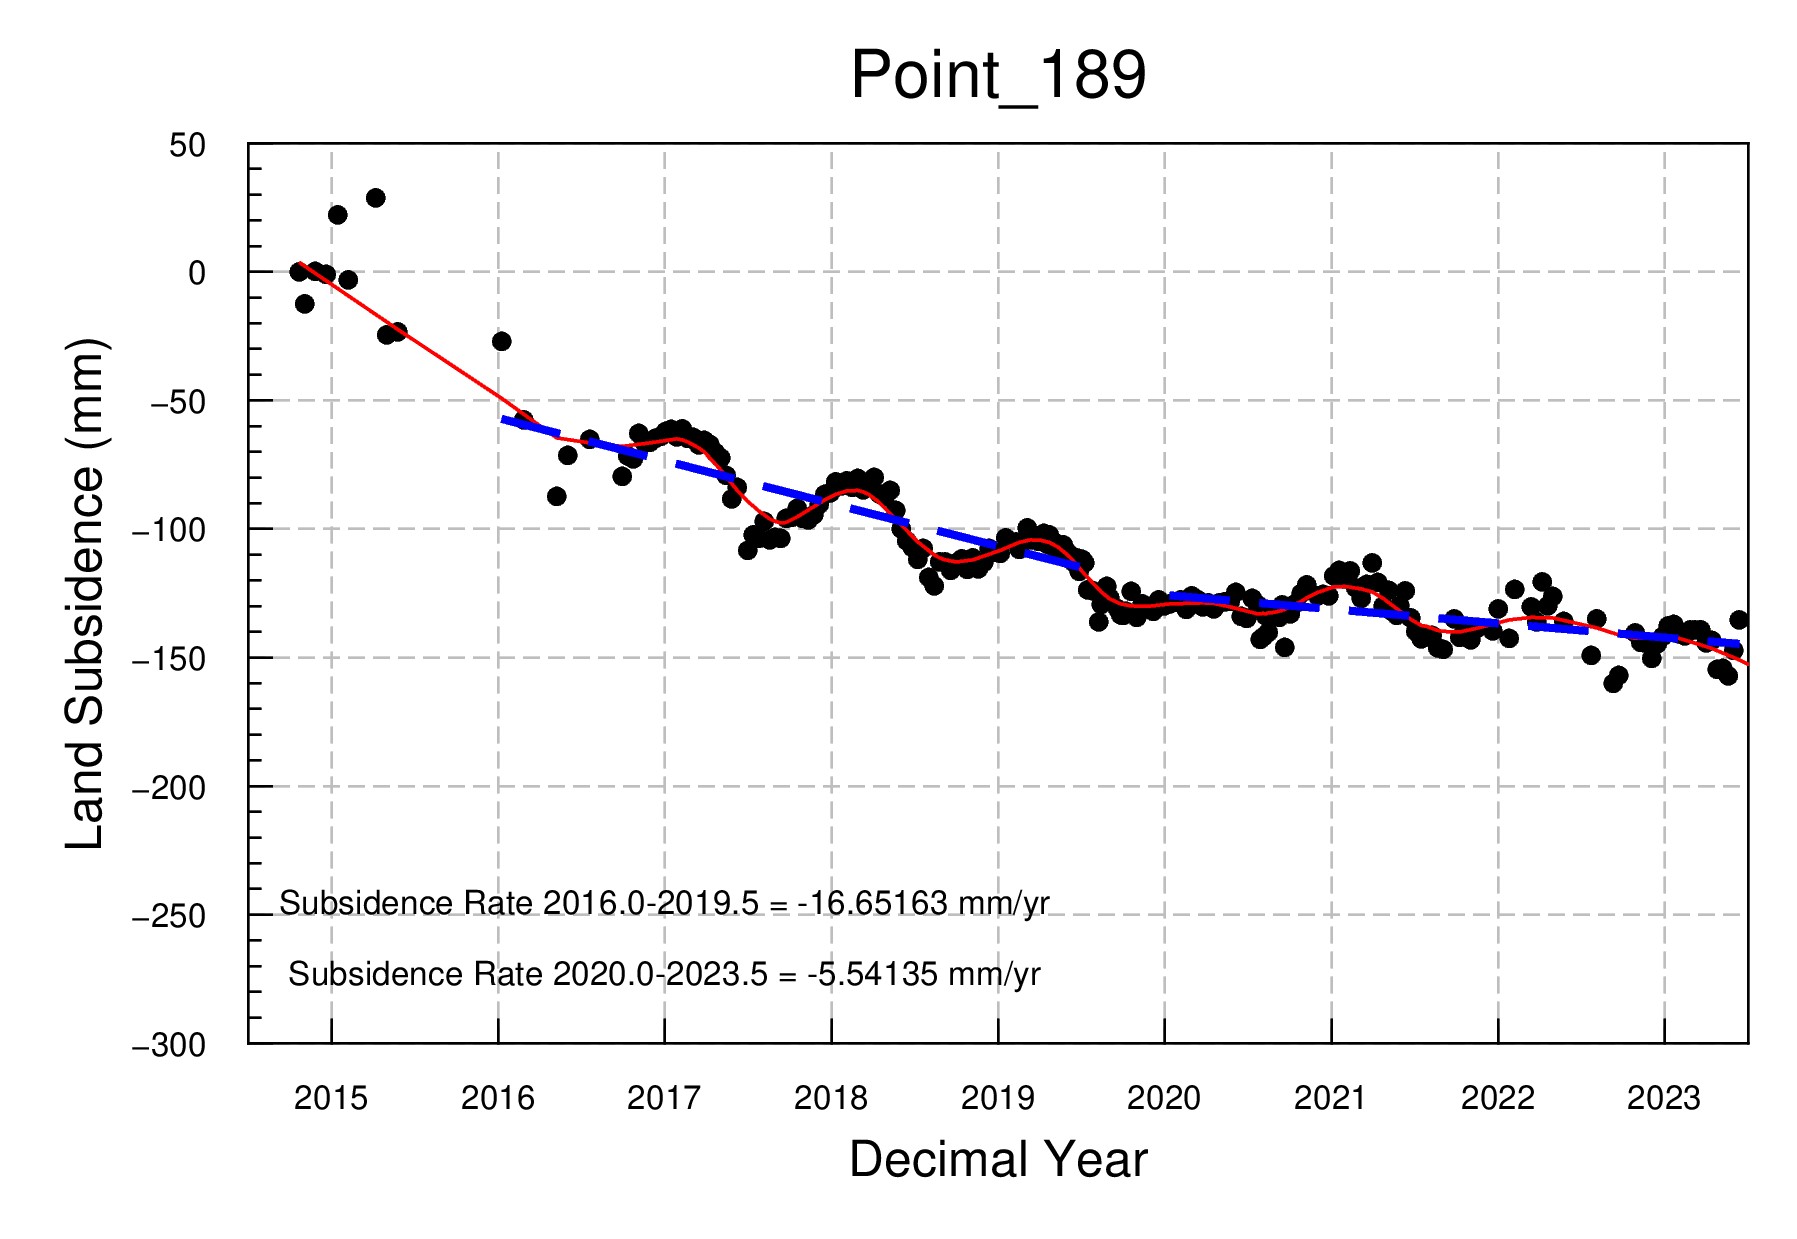 Point_189
50
0
−50
−100
−150
−200
−250
−300
Land Subsidence (mm)
Subsidence Rate 2016.0-2019.5 = -16.65163 mm/yr
Subsidence Rate 2020.0-2023.5 = -5.54135 mm/yr
2015 2016 2017 2018 2019 2020 2021 2022 2023
Decimal Year